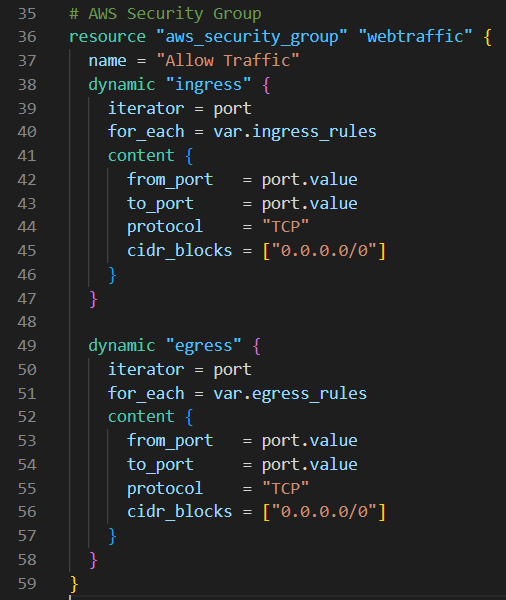 35 # AWS Security Group
36 resource "aws_security_group" "webtraffic" {
37   name = "Allow Traffic"
38   dynamic "ingress" {
39     iterator = port
40     for_each = var.ingress_rules
41     content {
42       from_port   = port.value
43       to_port     = port.value
44       protocol    = "TCP"
45       cidr_blocks = ["0.0.0.0/0"]
46     }
47   }
48
49   dynamic "egress" {
50     iterator = port
51     for_each = var.egress_rules
52     content {
53       from_port   = port.value
54       to_port     = port.value
55       protocol    = "TCP"
56       cidr_blocks = ["0.0.0.0/0"]
57     }
58   }
59 }